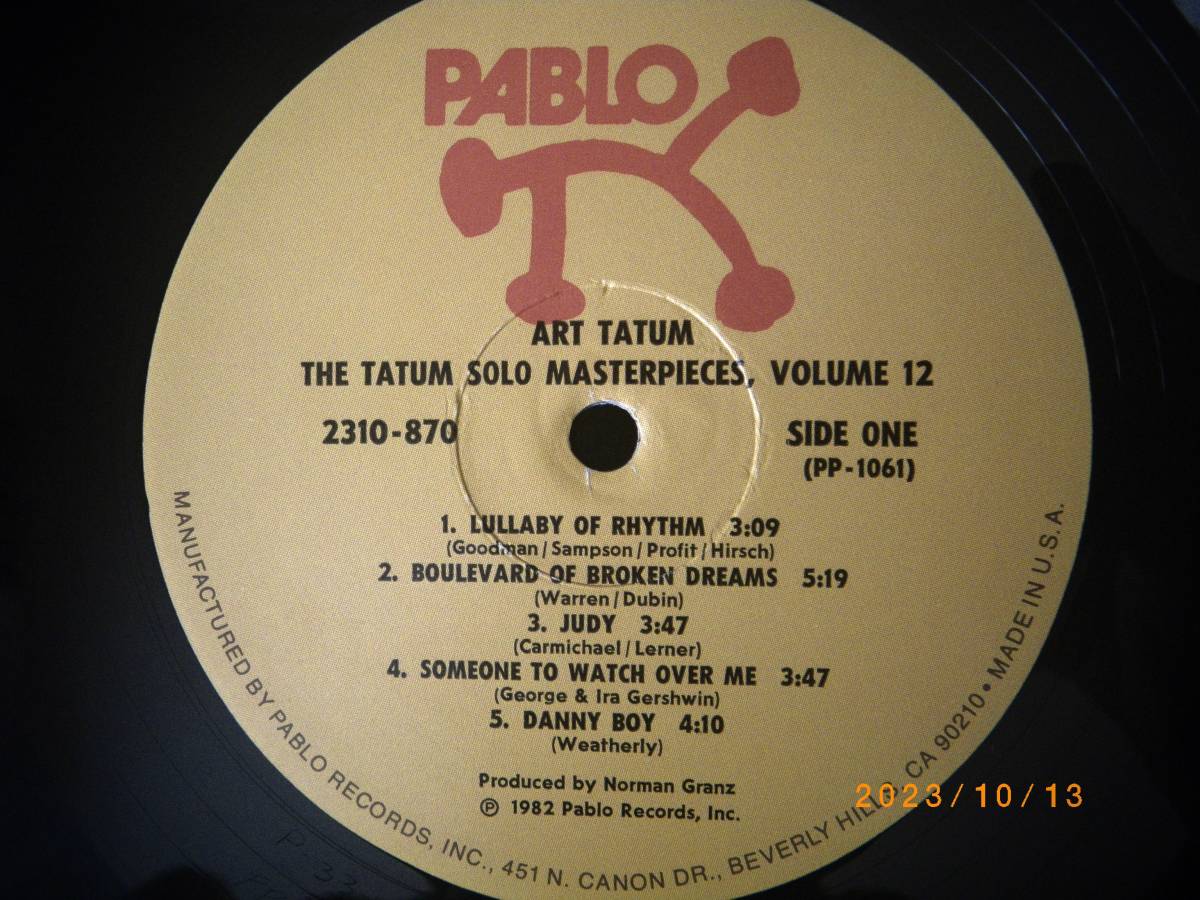 PABLO
ART TATUM
THE TATUM SOLO MASTERPIECES, VOLUME 12
2310-870
SIDE ONE
(PP-1061)
1. LULLABY OF RHYTHM 3:09
(Goodman/Sampson/Profit/Hirsch)
2. BOULEVARD OF BROKEN DREAMS 5:19
(Warren/Dubin)
3. JUDY 3:47
(Carmichael/Lerner)
4. SOMEONE TO WATCH OVER ME 3:47
(George & Ira Gershwin)
5. DANNY BOY 4:10
(Weatherly)
Produced by Norman Granz
℗ 1982 Pablo Records, Inc.
MANUFACTURED BY PABLO RECORDS, INC., 451 N. CANON DR., BEVERLY HILLS, CA 90210 • MADE IN U.S.A.
2023/10/13